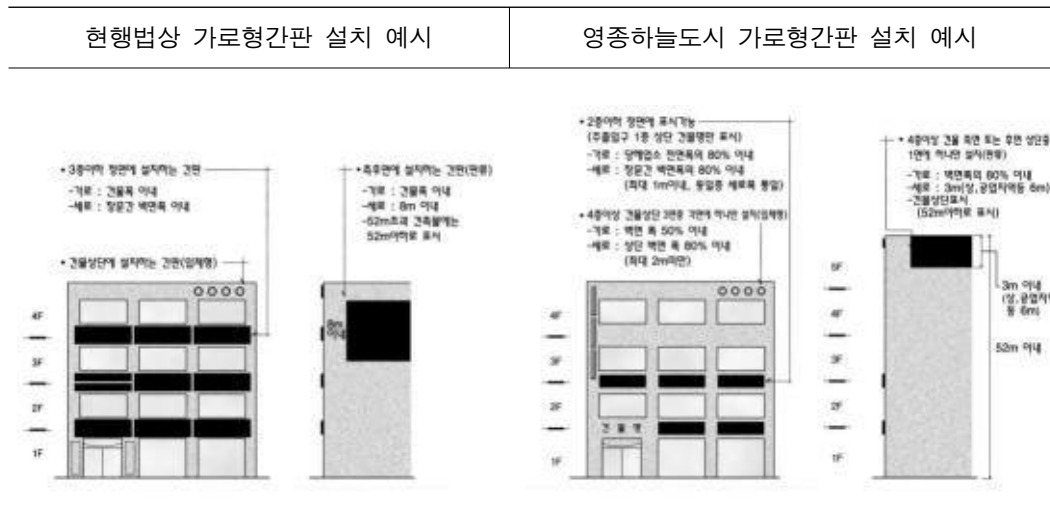 현행법상 가로형간판 설치 예시
영종하늘도시 가로형간판 설치 예시
• 3층이하 정면에 설치하는 간판
-가로 : 건물폭 이내
-세로 : 창문간 벽면폭 이내
• 건물상단에 설치하는 간판(입체형)
4F
3F
2F
1F
• 측후면에 설치하는 간판(판류)
-가로 : 건물폭 이내
-세로 : 8m 이내
-52m초과 건축물에는
52m이하로 표시
8m
이내
• 2층이하 정면에 표시가능
(주출입구 1층 상단 건물명만 표시)
-가로 : 당해업소 전면폭의 80% 이내
-세로 : 창문간 벽면폭의 80% 이내
(최대 1m이내, 동일층 세로폭 통일)
• 4층이상 건물상단 3면중 각면에 하나만 설치(입체형)
-가로 : 벽면 폭 50% 이내
-세로 : 상단 벽면 폭 80% 이내
(최대 2m미만)
4F
3F
2F
1F
건 물 명
• 4층이상 건물 측면 또는 후면 상단중
1면에 하나만 설치(판류)
-가로 : 벽면폭의 80% 이내
-세로 : 3m(상,공업지역등 6m)
-건물상단표시
(52m이하로 표시)
5F
4F
3F
2F
1F
3m 이내
(상,공업지역
등 6m)
52m 이내